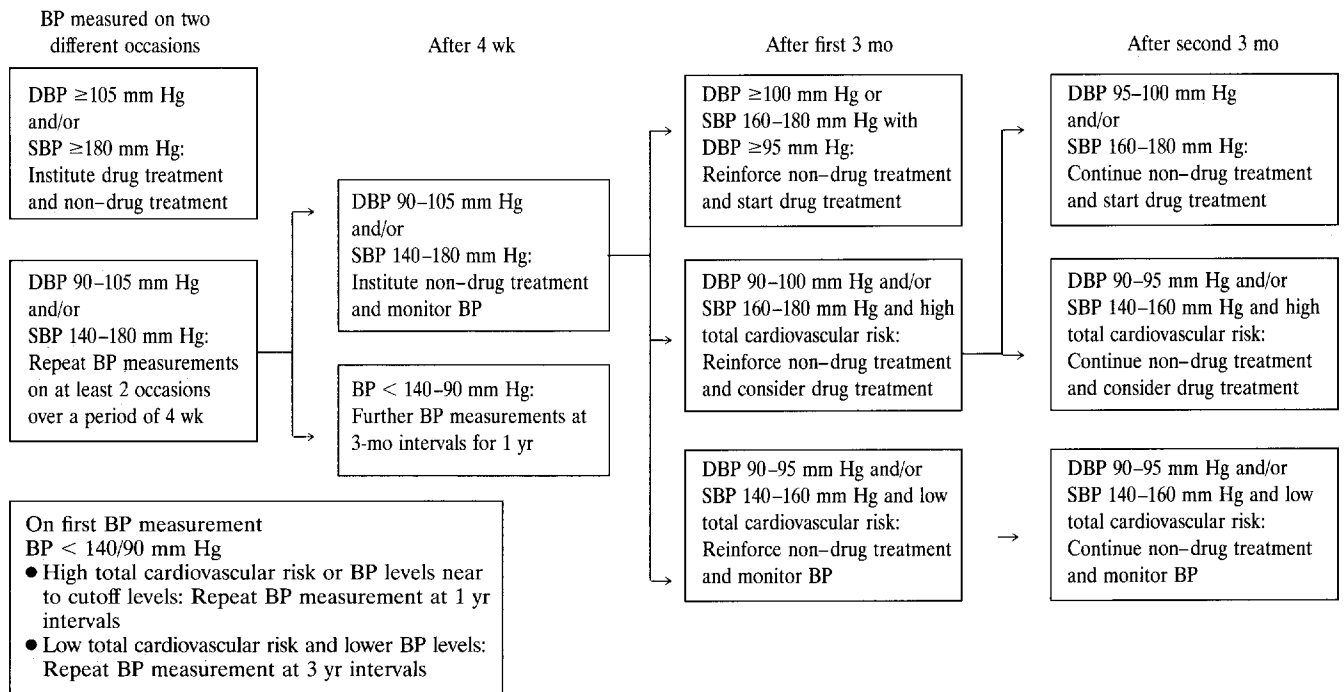 BP measured on two
different occasions
DBP ≥105 mm Hg
and/or
SBP ≥180 mm Hg:
Institute drug treatment
and non-drug treatment
DBP 90–105 mm Hg
and/or
SBP 140–180 mm Hg:
Repeat BP measurements
on at least 2 occasions
over a period of 4 wk
On first BP measurement
BP < 140/90 mm Hg
● High total cardiovascular risk or BP levels near
to cutoff levels: Repeat BP measurement at 1 yr
intervals
● Low total cardiovascular risk and lower BP levels:
Repeat BP measurement at 3 yr intervals
After 4 wk
DBP 90–105 mm Hg
and/or
SBP 140–180 mm Hg:
Institute non-drug treatment
and monitor BP
BP < 140–90 mm Hg:
Further BP measurements at
3-mo intervals for 1 yr
After first 3 mo
DBP ≥100 mm Hg or
SBP 160–180 mm Hg with
DBP ≥95 mm Hg:
Reinforce non-drug treatment
and start drug treatment
DBP 90–100 mm Hg and/or
SBP 160–180 mm Hg and high
total cardiovascular risk:
Reinforce non-drug treatment
and consider drug treatment
DBP 90–95 mm Hg and/or
SBP 140–160 mm Hg and low
total cardiovascular risk:
Reinforce non–drug treatment
and monitor BP
After second 3 mo
DBP 95-100 mm Hg
and/or
SBP 160-180 mm Hg:
Continue non-drug treatment
and start drug treatment
DBP 90–95 mm Hg and/or
SBP 140–160 mm Hg and high
total cardiovascular risk:
Continue non-drug treatment
and consider drug treatment
DBP 90–95 mm Hg and/or
SBP 140–160 mm Hg and low
total cardiovascular risk:
Continue non–drug treatment
and monitor BP